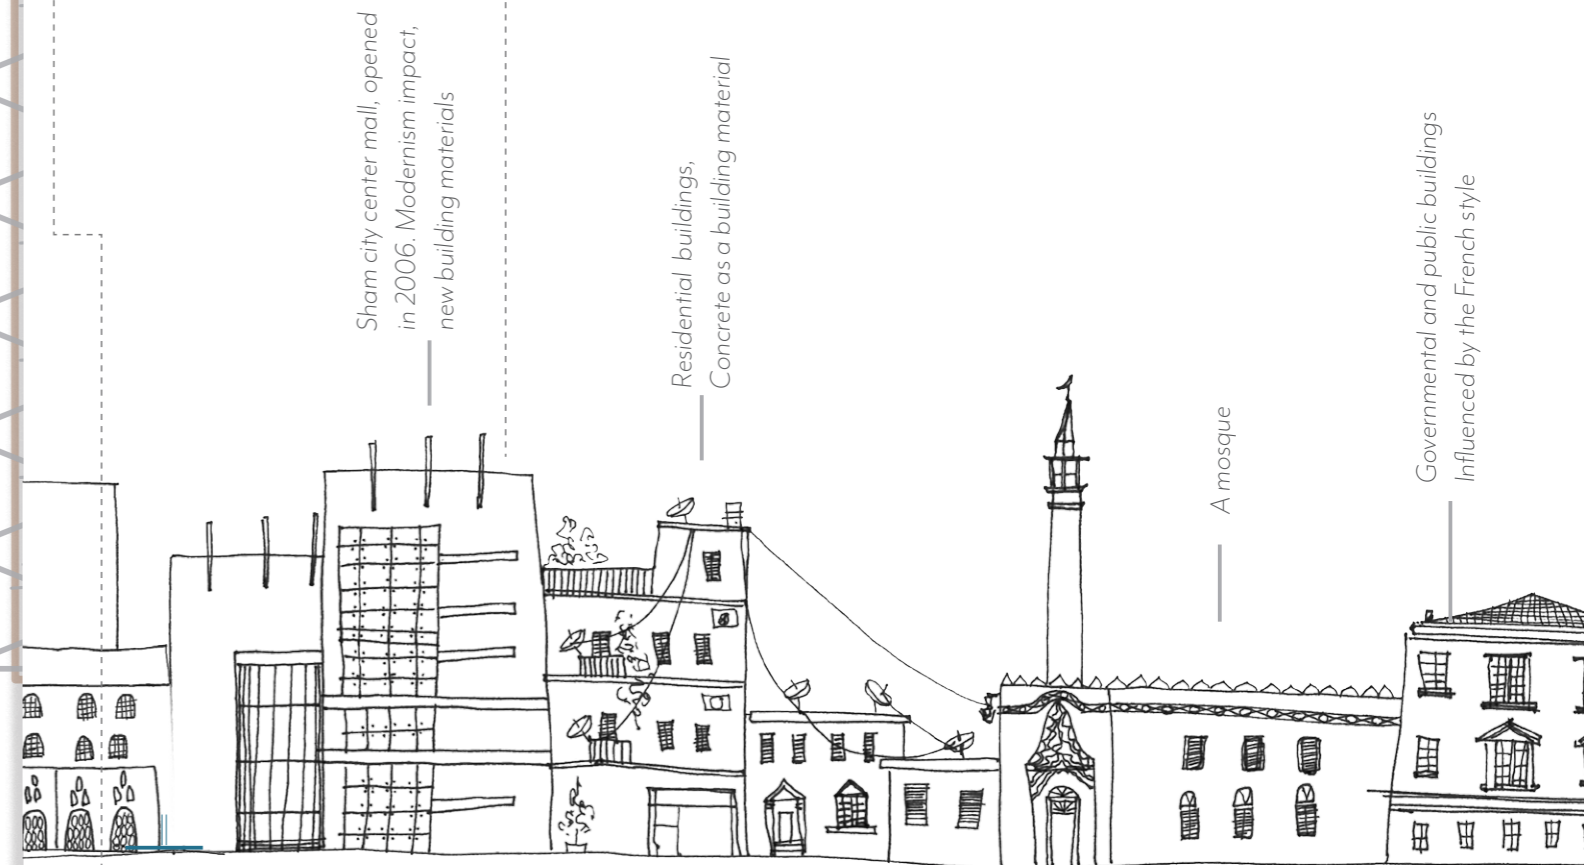 Sham city center mall, opened
in 2006. Modernism impact,
new building materials
Residential buildings,
Concrete as a building material
A mosque
Governmental and public buildings
Influenced by the French style